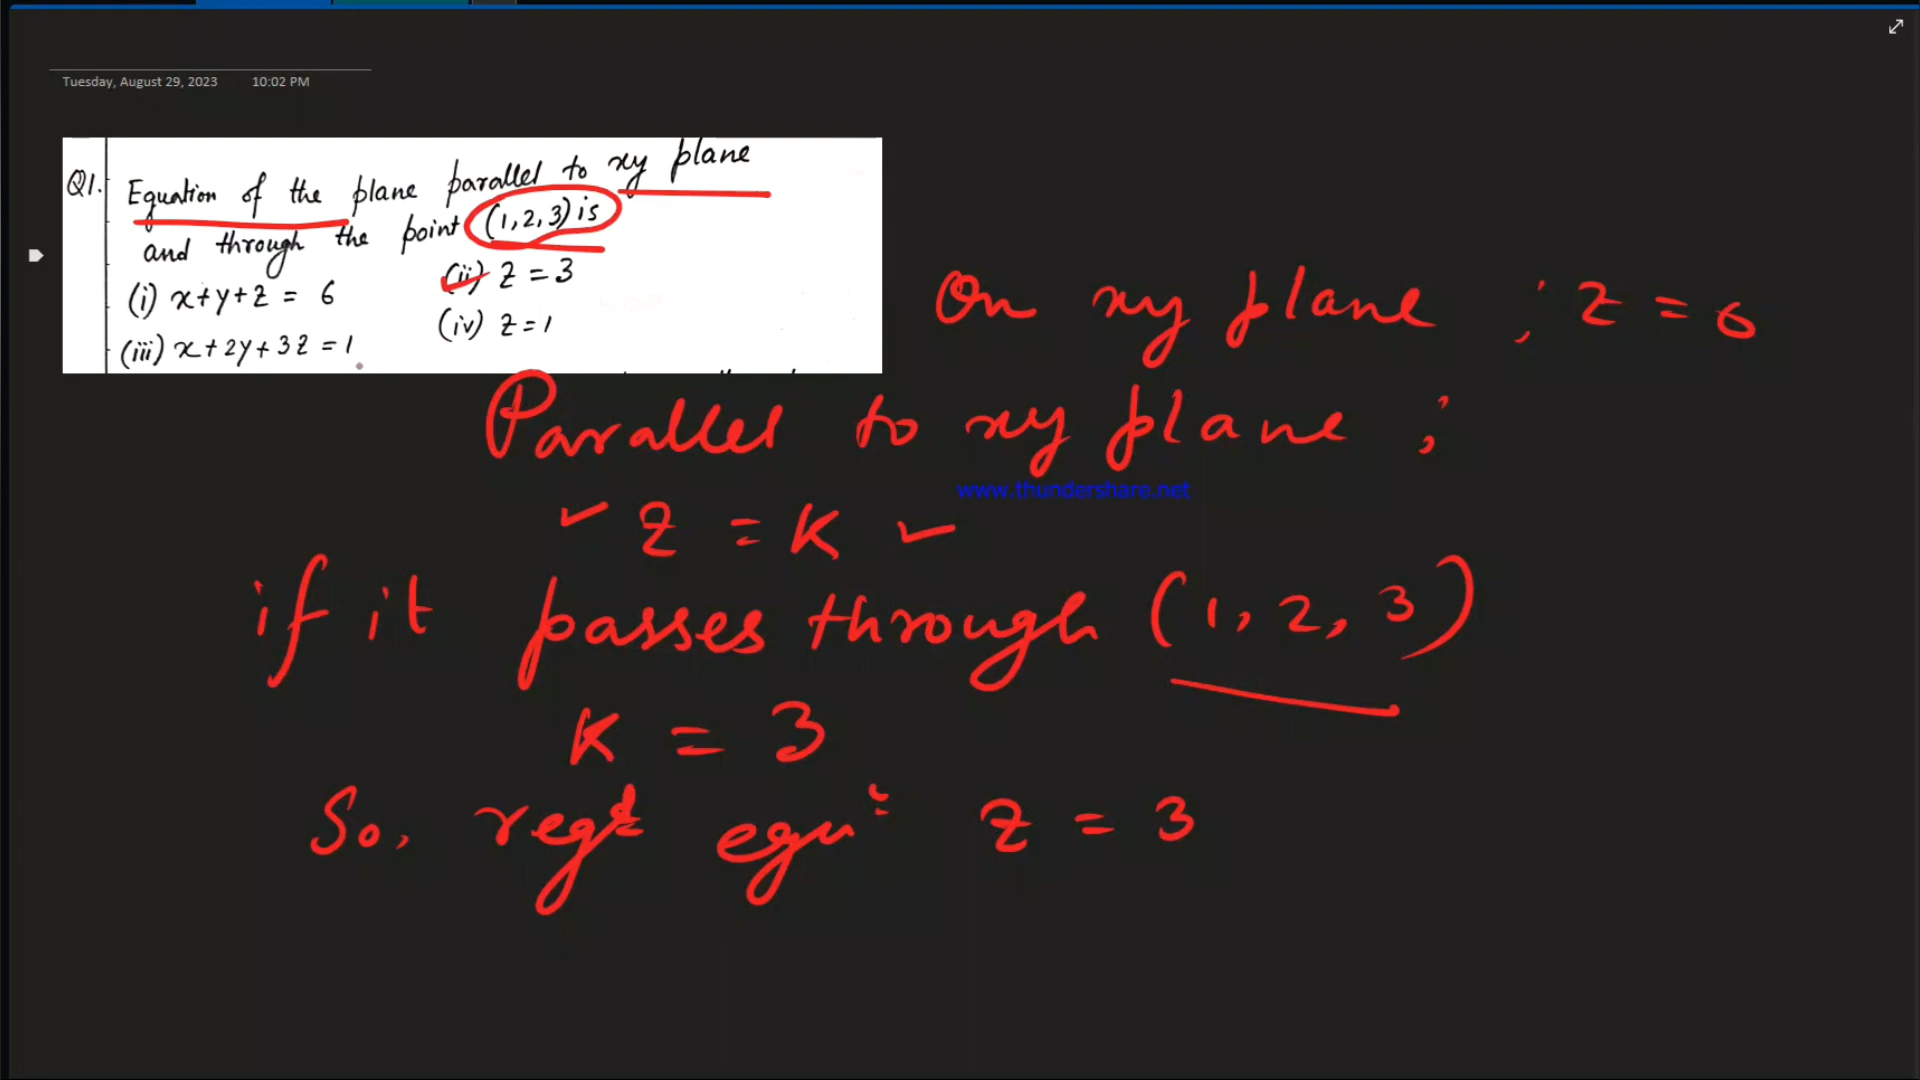 Tuesday, August 29, 2023 10:02 PM
Q1. Equation of the plane parallel to xy plane
and through the point (1,2,3) is
(i) x+y+z = 6 (ii) z = 3
(iii) x+2y+3z = 1 (iv) z = 1
On xy plane ; z = 0
Parallel to xy plane ;
www.thundershare.net
✓ z = K ✓
if it passes through (1, 2, 3)
K = 3
So, reqd equn z = 3